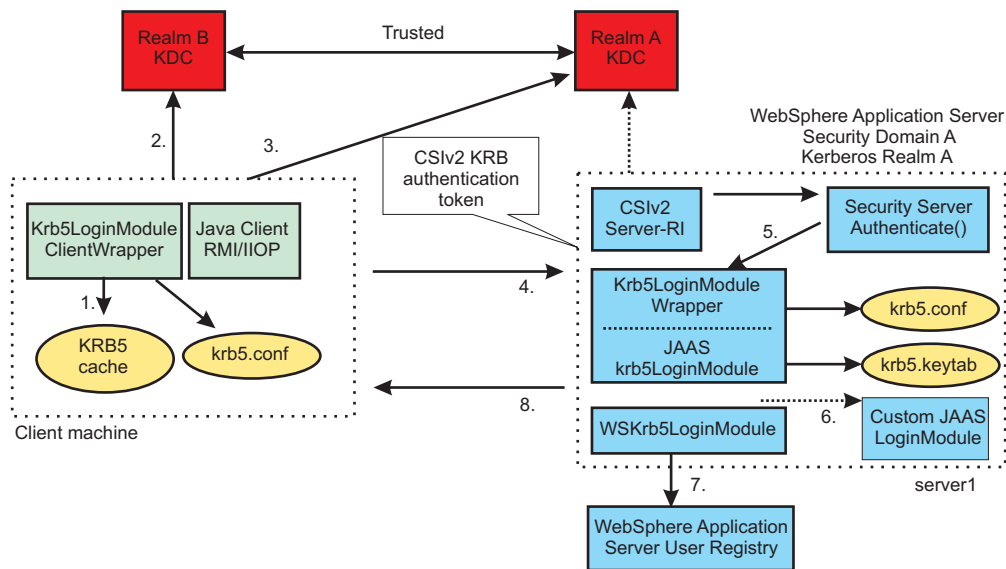 Realm B
KDC
Trusted
Realm A
KDC
2.
3.
WebSphere Application Server
Security Domain A
Kerberos Realm A
CSIv2 KRB
authentication
token
Krb5LoginModule
ClientWrapper
Java Client
RMI/IIOP
CSIv2
Server-RI
Security Server
Authenticate()
5.
1.
4.
Krb5LoginModule
Wrapper
krb5.conf
KRB5
cache
krb5.conf
JAAS
krb5LoginModule
krb5.keytab
8.
6.
Client machine
WSKrb5LoginModule
Custom JAAS
LoginModule
7.
server1
WebSphere Application
Server User Registry